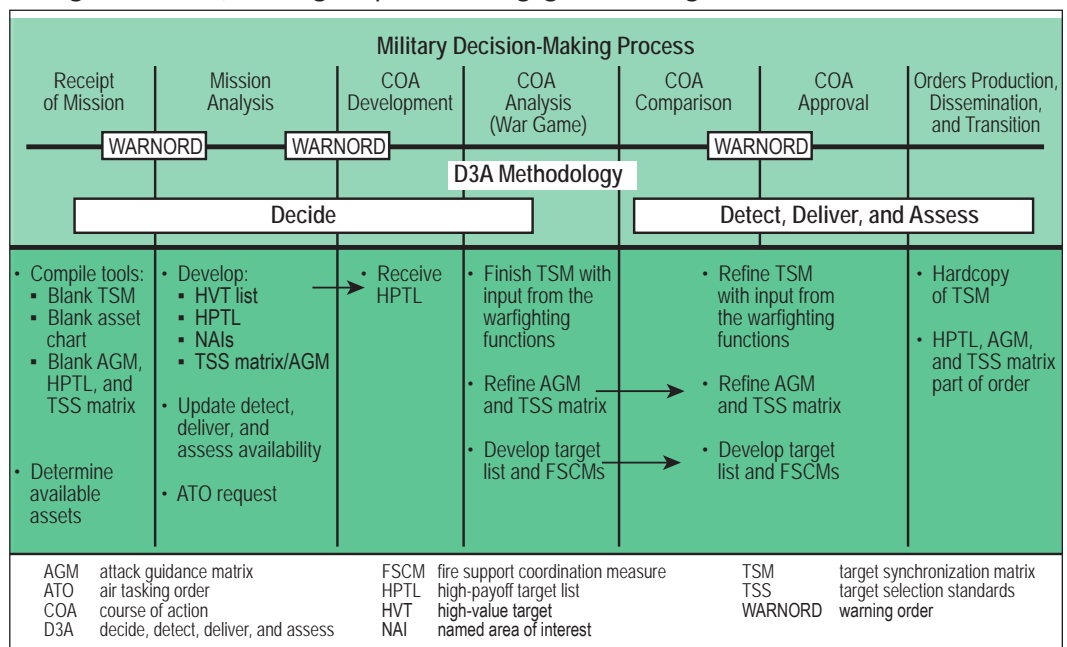 Military Decision-Making Process
Receipt
of Mission
Mission
Analysis
COA
Development
COA
Analysis
(War Game)
COA
Comparison
COA
Approval
Orders Production,
Dissemination,
and Transition
WARNORD
WARNORD
WARNORD
D3A Methodology
Decide
Detect, Deliver, and Assess
• Compile tools:
▪ Blank TSM
▪ Blank asset
chart
▪ Blank AGM,
HPTL, and
TSS matrix
• Determine
available
assets
• Develop:
▪ HVT list
▪ HPTL
▪ NAIs
▪ TSS matrix/AGM
• Update detect,
deliver, and
assess availability
• ATO request
• Receive
HPTL
• Finish TSM with
input from the
warfighting
functions
• Refine AGM
and TSS matrix
• Develop target
list and FSCMs
• Refine TSM
with input from
the warfighting
functions
• Refine AGM
and TSS matrix
• Develop target
list and FSCMs
• Hardcopy
of TSM
• HPTL, AGM,
and TSS matrix
part of order
AGM attack guidance matrix
ATO air tasking order
COA course of action
D3A decide, detect, deliver, and assess
FSCM fire support coordination measure
HPTL high-payoff target list
HVT high-value target
NAI named area of interest
TSM target synchronization matrix
TSS target selection standards
WARNORD warning order